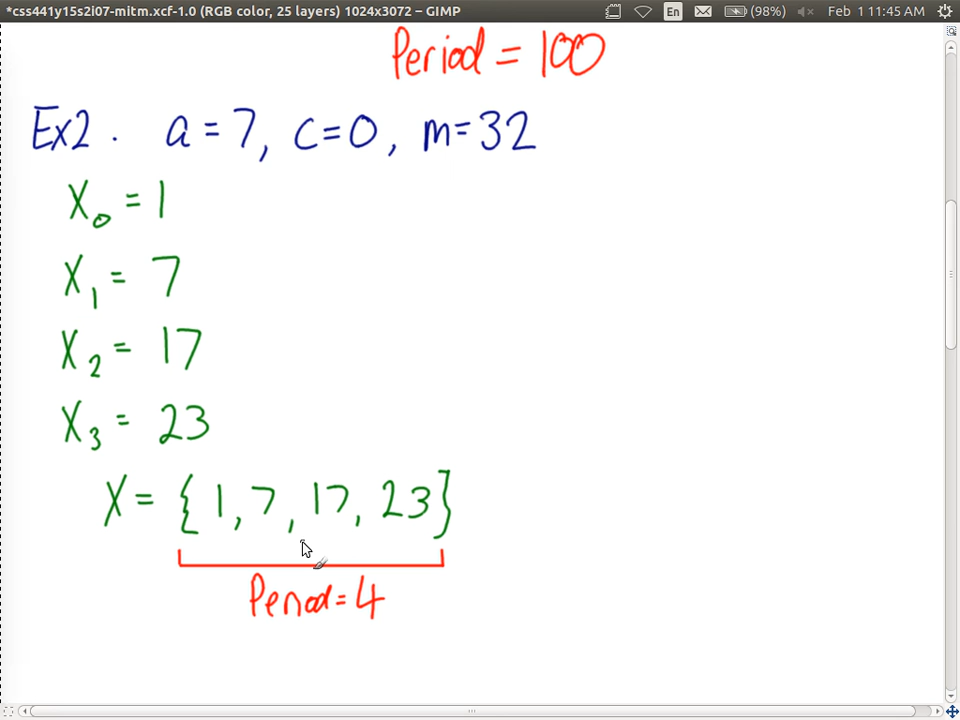 *css441y15s2i07-mitm.xcf-1.0 (RGB color, 25 layers) 1024x3072 – GIMP En (98%) Feb 1 11:45 AM
Period = 100
Ex2. a = 7, c = 0, m = 32
X₀ = 1
X₁ = 7
X₂ = 17
X₃ = 23
X = {1, 7, 17, 23}
Period = 4